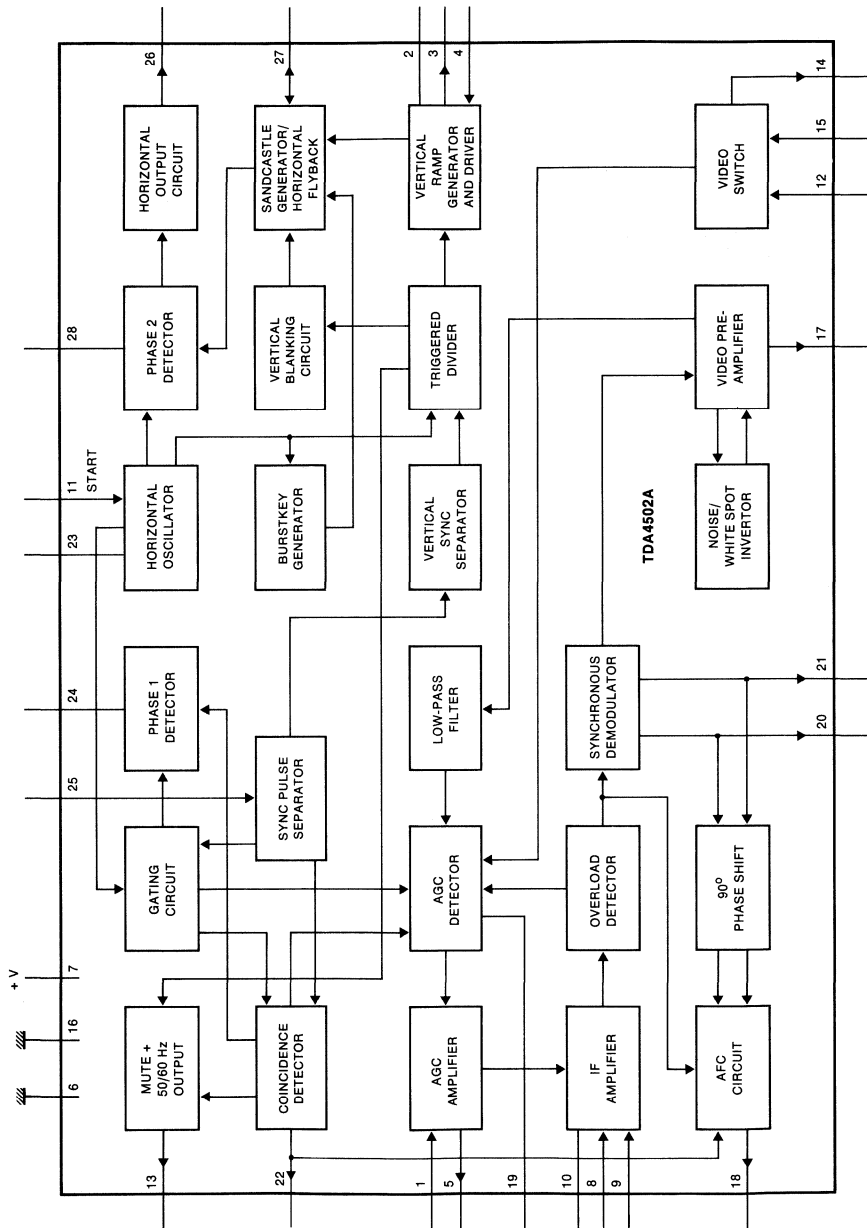 26
27
2
3
4
14
15
12
HORIZONTAL
OUTPUT
CIRCUIT
SANDCASTLE
GENERATOR/
HORIZONTAL
FLYBACK
VERTICAL
RAMP
GENERATOR
AND DRIVER
VIDEO
SWITCH
28
PHASE 2
DETECTOR
VERTICAL
BLANKING
CIRCUIT
TRIGGERED
DIVIDER
VIDEO PRE-
AMPLIFIER
17
11
START
23
HORIZONTAL
OSCILLATOR
BURSTKEY
GENERATOR
VERTICAL
SYNC
SEPARATOR
TDA4502A
NOISE/
WHITE SPOT
INVERTOR
24
25
PHASE 1
DETECTOR
SYNC PULSE
SEPARATOR
LOW-PASS
FILTER
SYNCHRONOUS
DEMODULATOR
21
20
GATING
CIRCUIT
AGC
DETECTOR
OVERLOAD
DETECTOR
90°
PHASE SHIFT
+ V
7
16
6
MUTE +
50/60 Hz
OUTPUT
COINCIDENCE
DETECTOR
AGC
AMPLIFIER
IF
AMPLIFIER
AFC
CIRCUIT
13
22
1
5
19
10
8
9
18